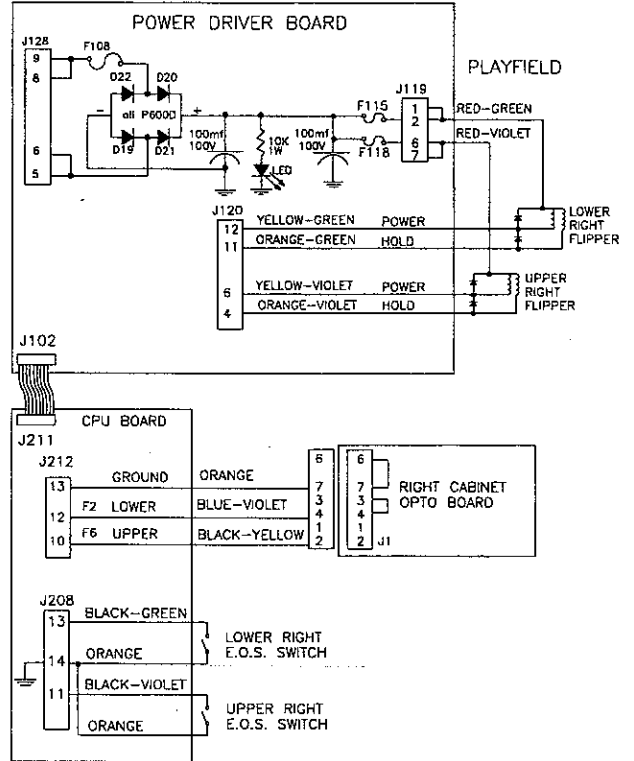 POWER DRIVER BOARD
J128
F108
9
8
6
5
D22
D20
all P600D
D19
D21
-
+
100mf
100V
10K
1W
LED
100mf
100V
F115
F118
J119
1
2
6
7
PLAYFIELD
RED-GREEN
RED-VIOLET
J120
12
11
6
4
YELLOW-GREEN POWER
ORANGE-GREEN HOLD
YELLOW-VIOLET POWER
ORANGE-VIOLET HOLD
LOWER
RIGHT
FLIPPER
UPPER
RIGHT
FLIPPER
J102
J211
CPU BOARD
J212
13
12
10
GROUND ORANGE
F2 LOWER BLUE-VIOLET
F6 UPPER BLACK-YELLOW
6
7
3
4
1
2
6
7
3
4
1
2
J1
RIGHT CABINET
OPTO BOARD
J208
13
14
11
BLACK-GREEN
ORANGE
BLACK-VIOLET
ORANGE
LOWER RIGHT
E.O.S. SWITCH
UPPER RIGHT
E.O.S. SWITCH